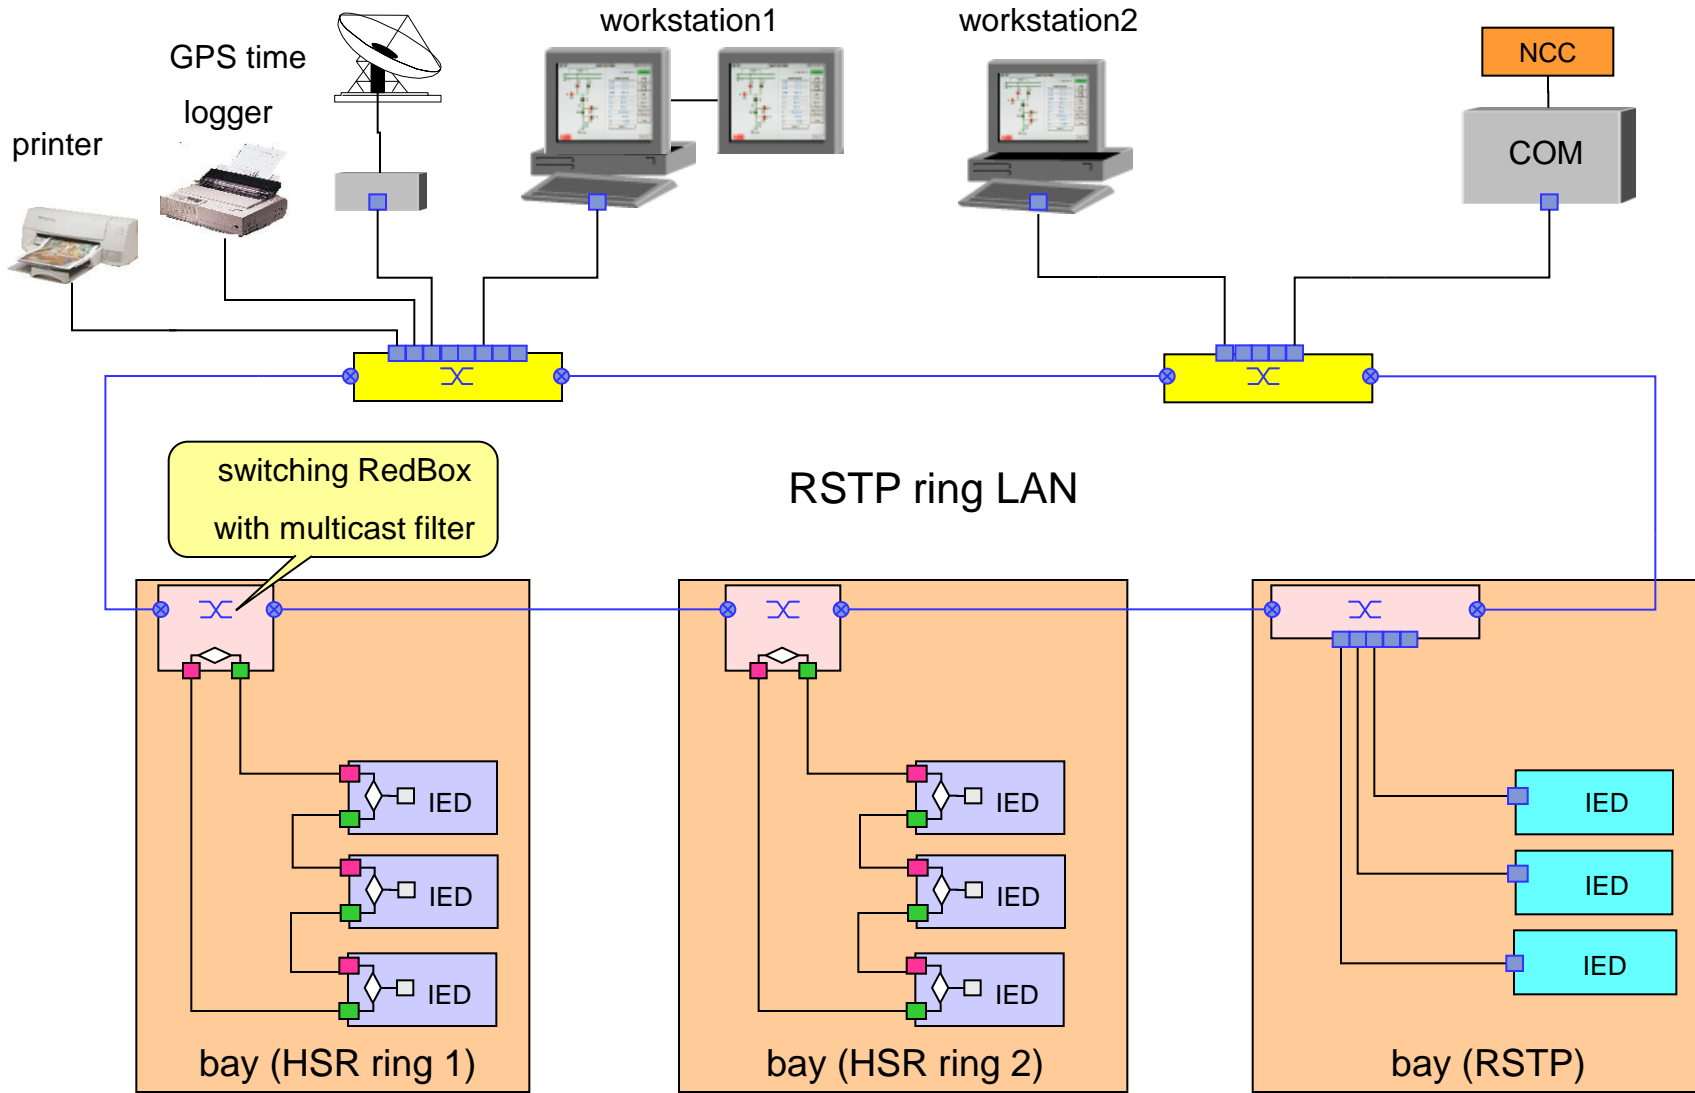 workstation1
workstation2
GPS time
NCC
logger
printer
COM
switching RedBox
with multicast filter
RSTP ring LAN
IED
IED
IED
IED
IED
IED
IED
IED
IED
bay (HSR ring 1)
bay (HSR ring 2)
bay (RSTP)